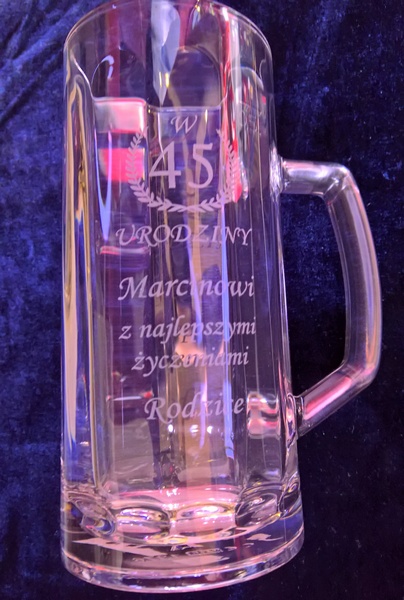 W
45
URODZINY
Marcinowi
z najlepszymi
życzeniami
Rodzice